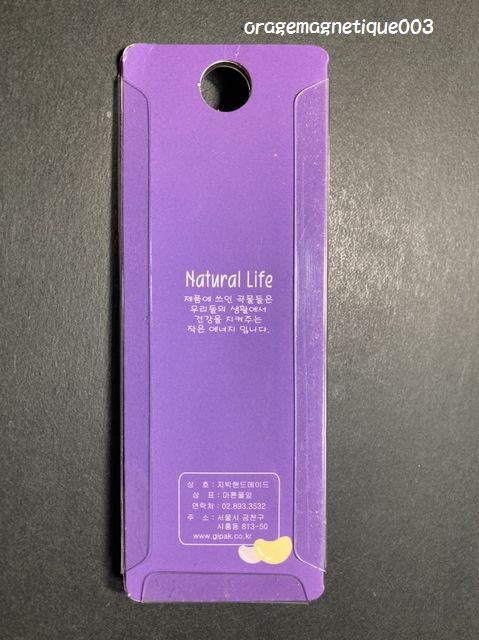 oragemagnetique003
Natural Life
제품에 쓰인 곡물들은
우리들의 생활에서
건강을 지켜주는
작은 에너지 입니다.
상 호 : 지박핸드메이드
상 표 : 마른풀잎
연락처 : 02.893.3532
주 소 : 서울시 금천구
시흥동 813-50
www.gipak.co.kr